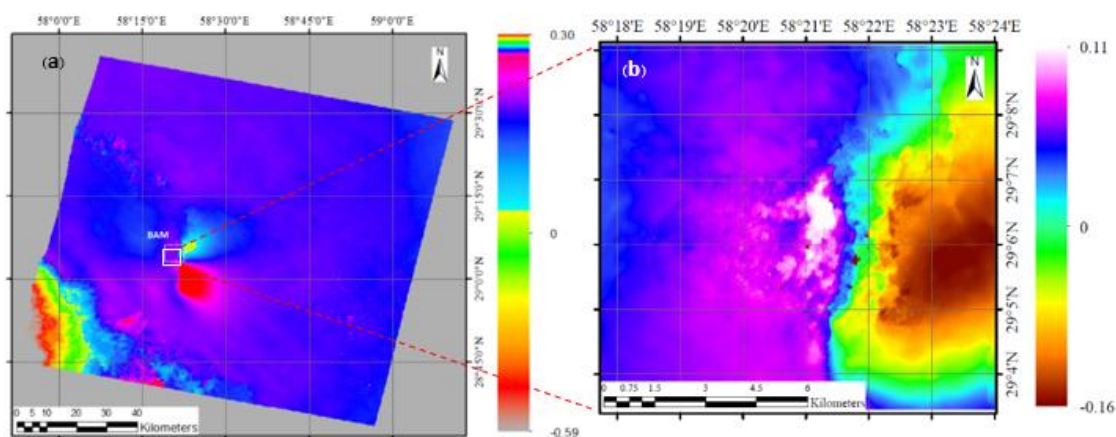 58°0'0"E 58°15'0"E 58°30'0"E 58°45'0"E 59°0'0"E
(a)
N
BAM
29°30'0"N
29°15'0"N
29°0'0"N
0 5 10 20 30 40
Kilometers
0.30
0
-0.59
58°18'E 58°19'E 58°20'E 58°21'E 58°22'E 58°23'E 58°24'E
(b)
N
29°8'N
29°7'N
29°6'N
29°5'N
29°4'N
0 0.75 1.5 3 4.5 6
Kilometers
0.11
0
-0.16